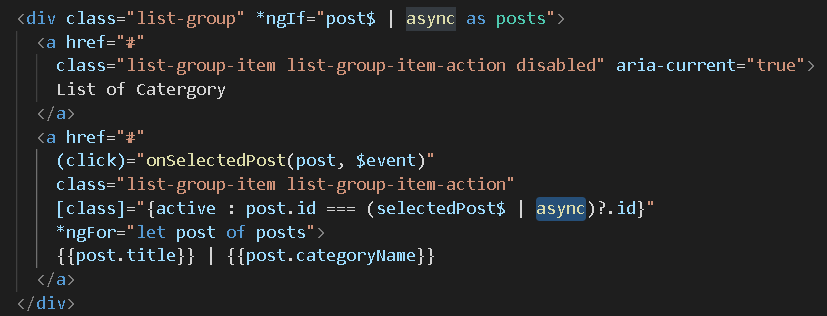 <div class="list-group" *ngIf="post$ | async as posts">
<a href="#"
class="list-group-item list-group-item-action disabled" aria-current="true">
List of Catergory
</a>
<a href="#"
(click)="onSelectedPost(post, $event)"
class="list-group-item list-group-item-action"
[class]="{active : post.id === (selectedPost$ | async)?.id}"
*ngFor="let post of posts">
{{post.title}} | {{post.categoryName}}
</a>
</div>